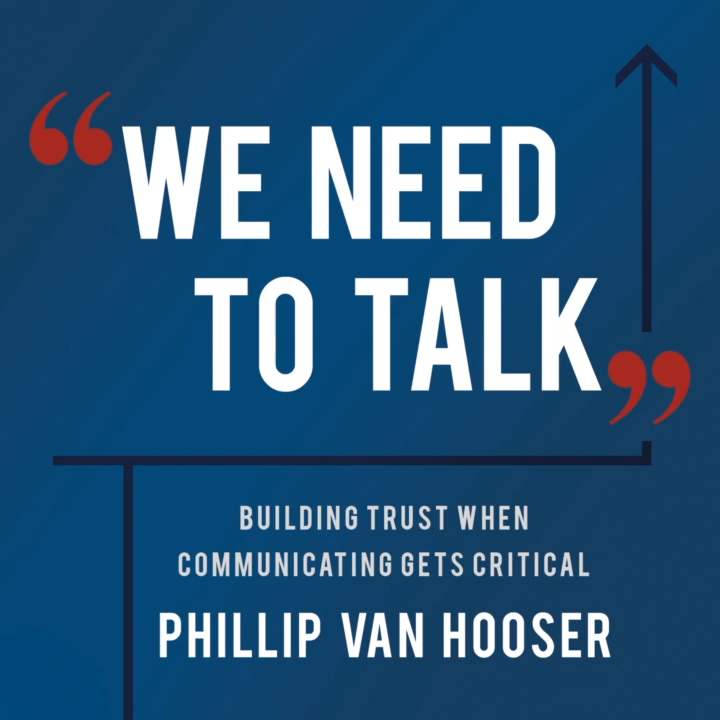 “WE NEED
TO TALK”
BUILDING TRUST WHEN
COMMUNICATING GETS CRITICAL
PHILLIP VAN HOOSER